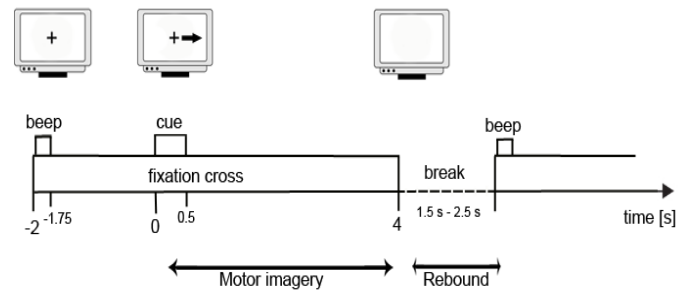 beep
cue
beep
fixation cross
break
-2
-1.75
0
0.5
4
1.5 s - 2.5 s
time [s]
Motor imagery
Rebound